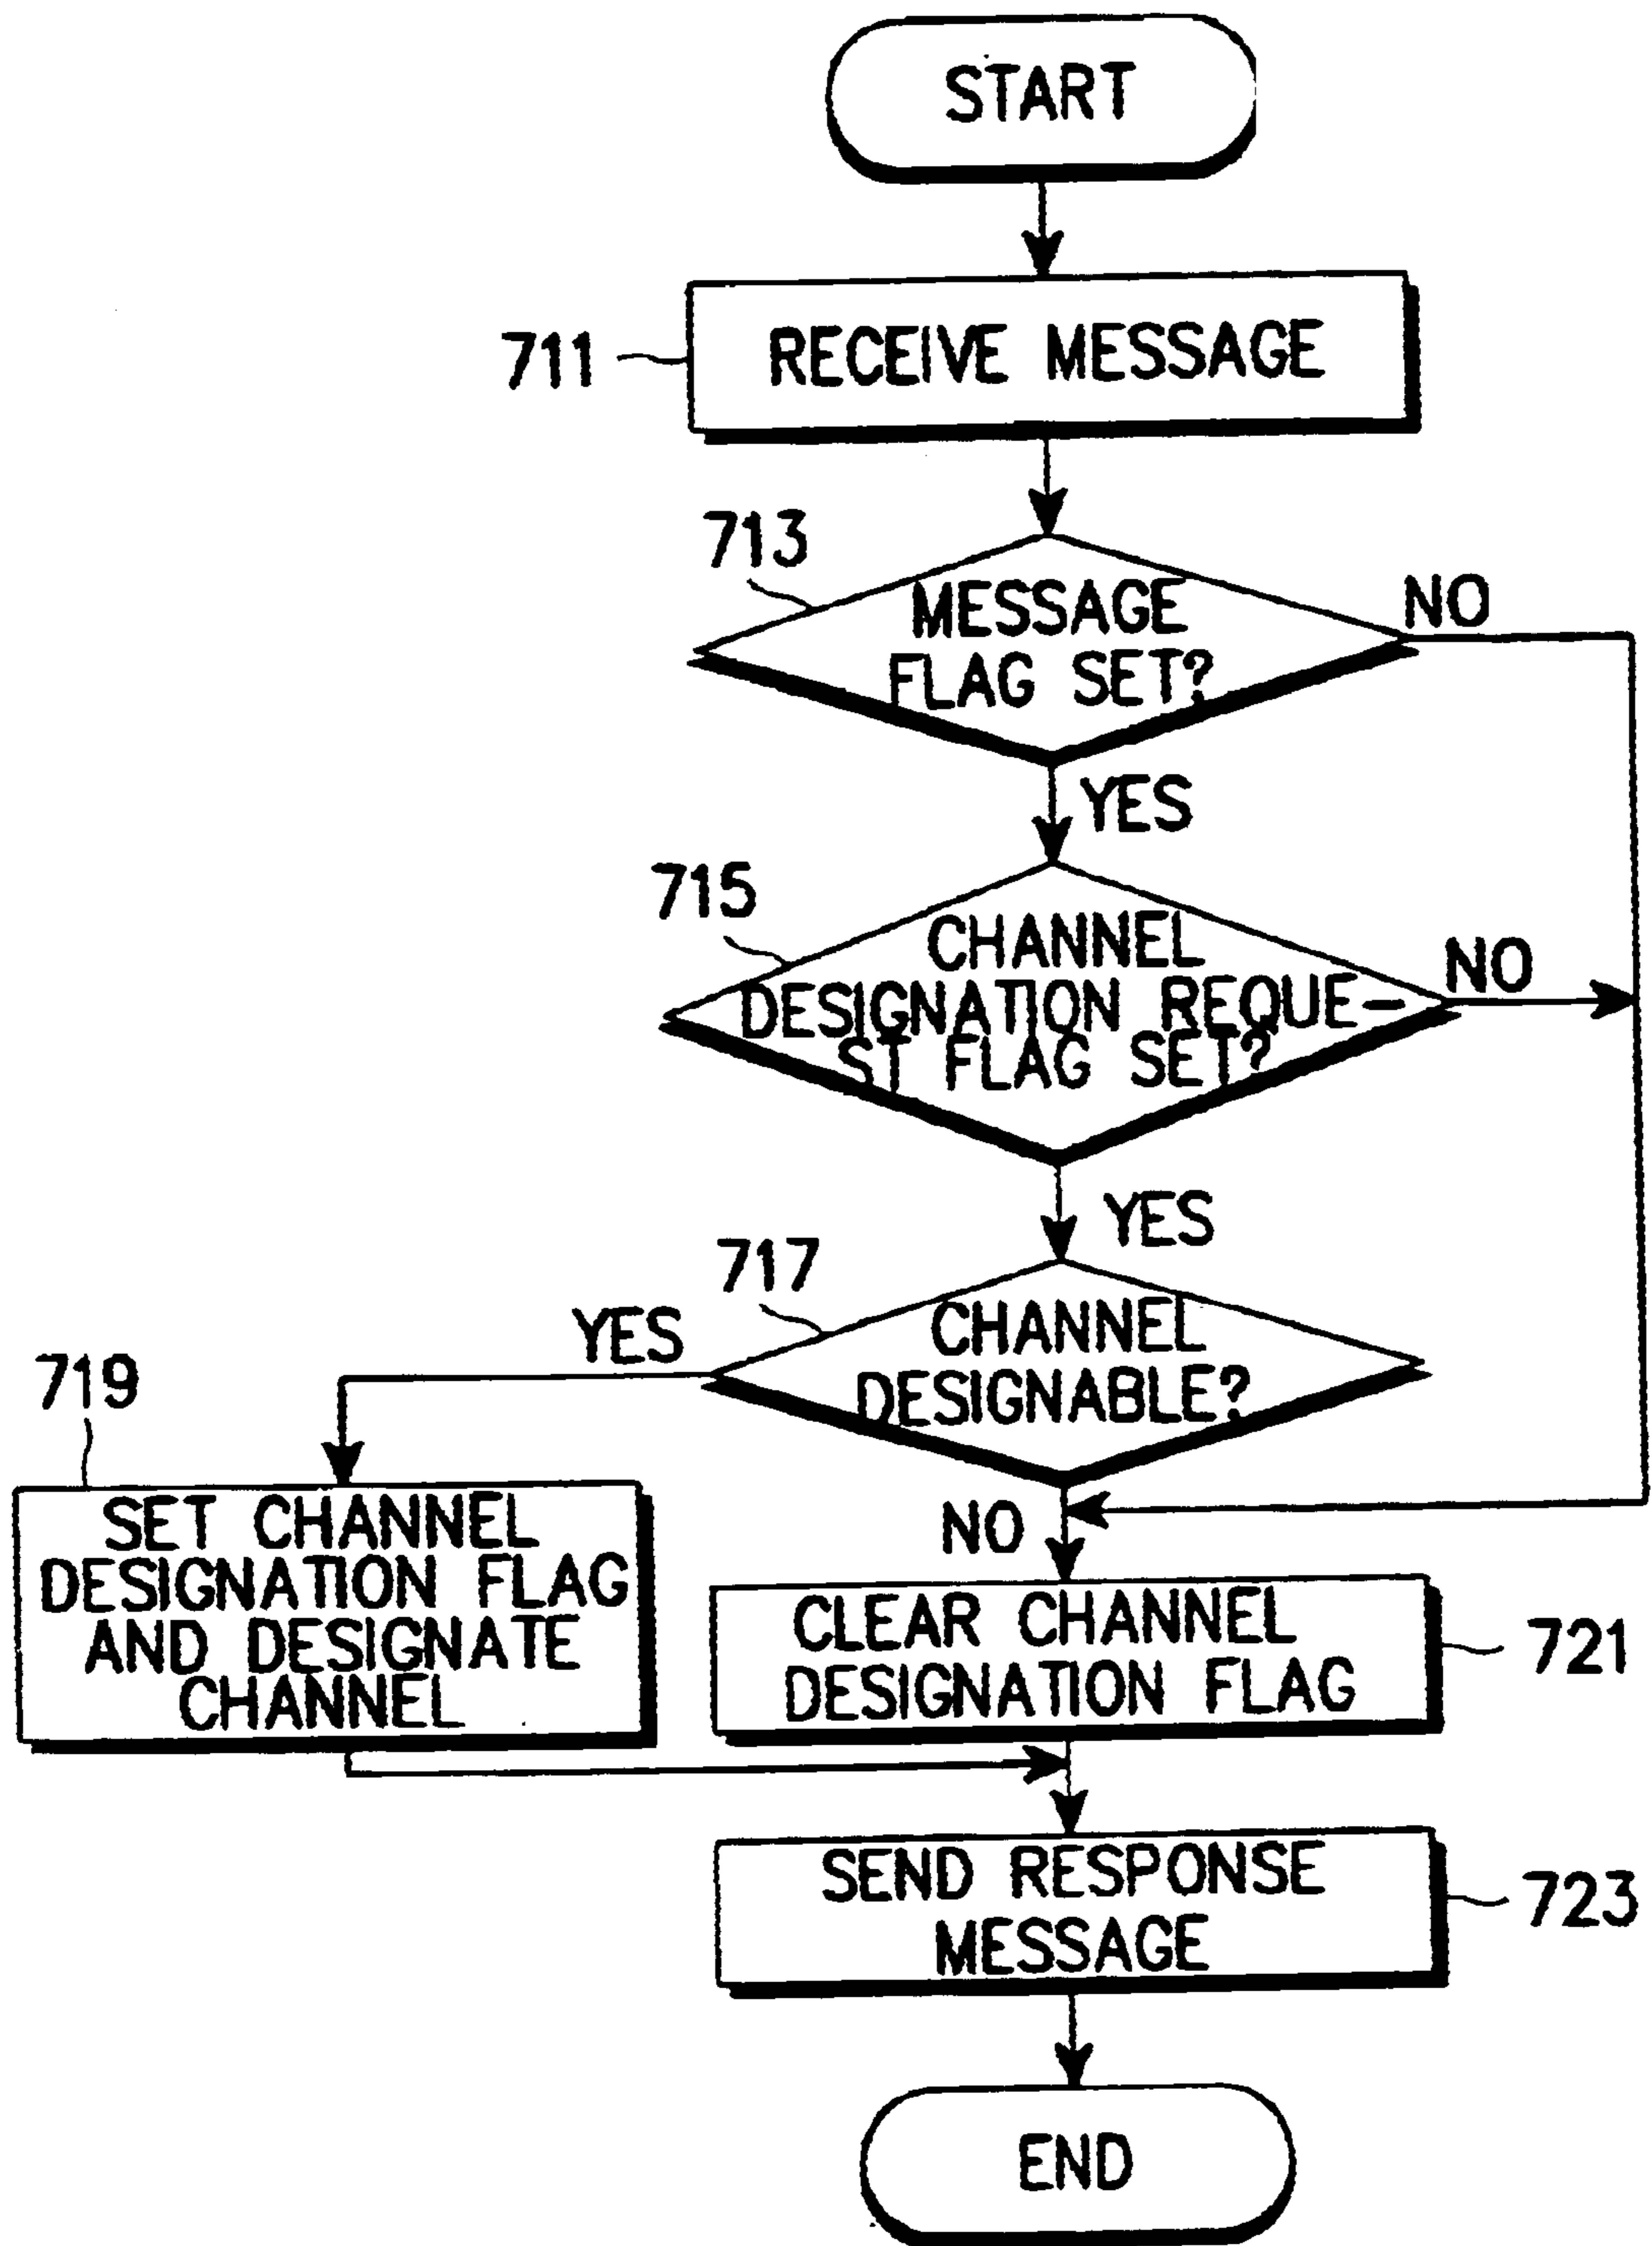 START
711
RECEIVE MESSAGE
713
MESSAGE
FLAG SET?
NO
YES
715
CHANNEL
DESIGNATION REQUE-
ST FLAG SET?
NO
YES
717
CHANNEL
DESIGNABLE?
YES
NO
719
SET CHANNEL
DESIGNATION FLAG
AND DESIGNATE
CHANNEL
CLEAR CHANNEL
DESIGNATION FLAG
721
SEND RESPONSE
MESSAGE
723
END